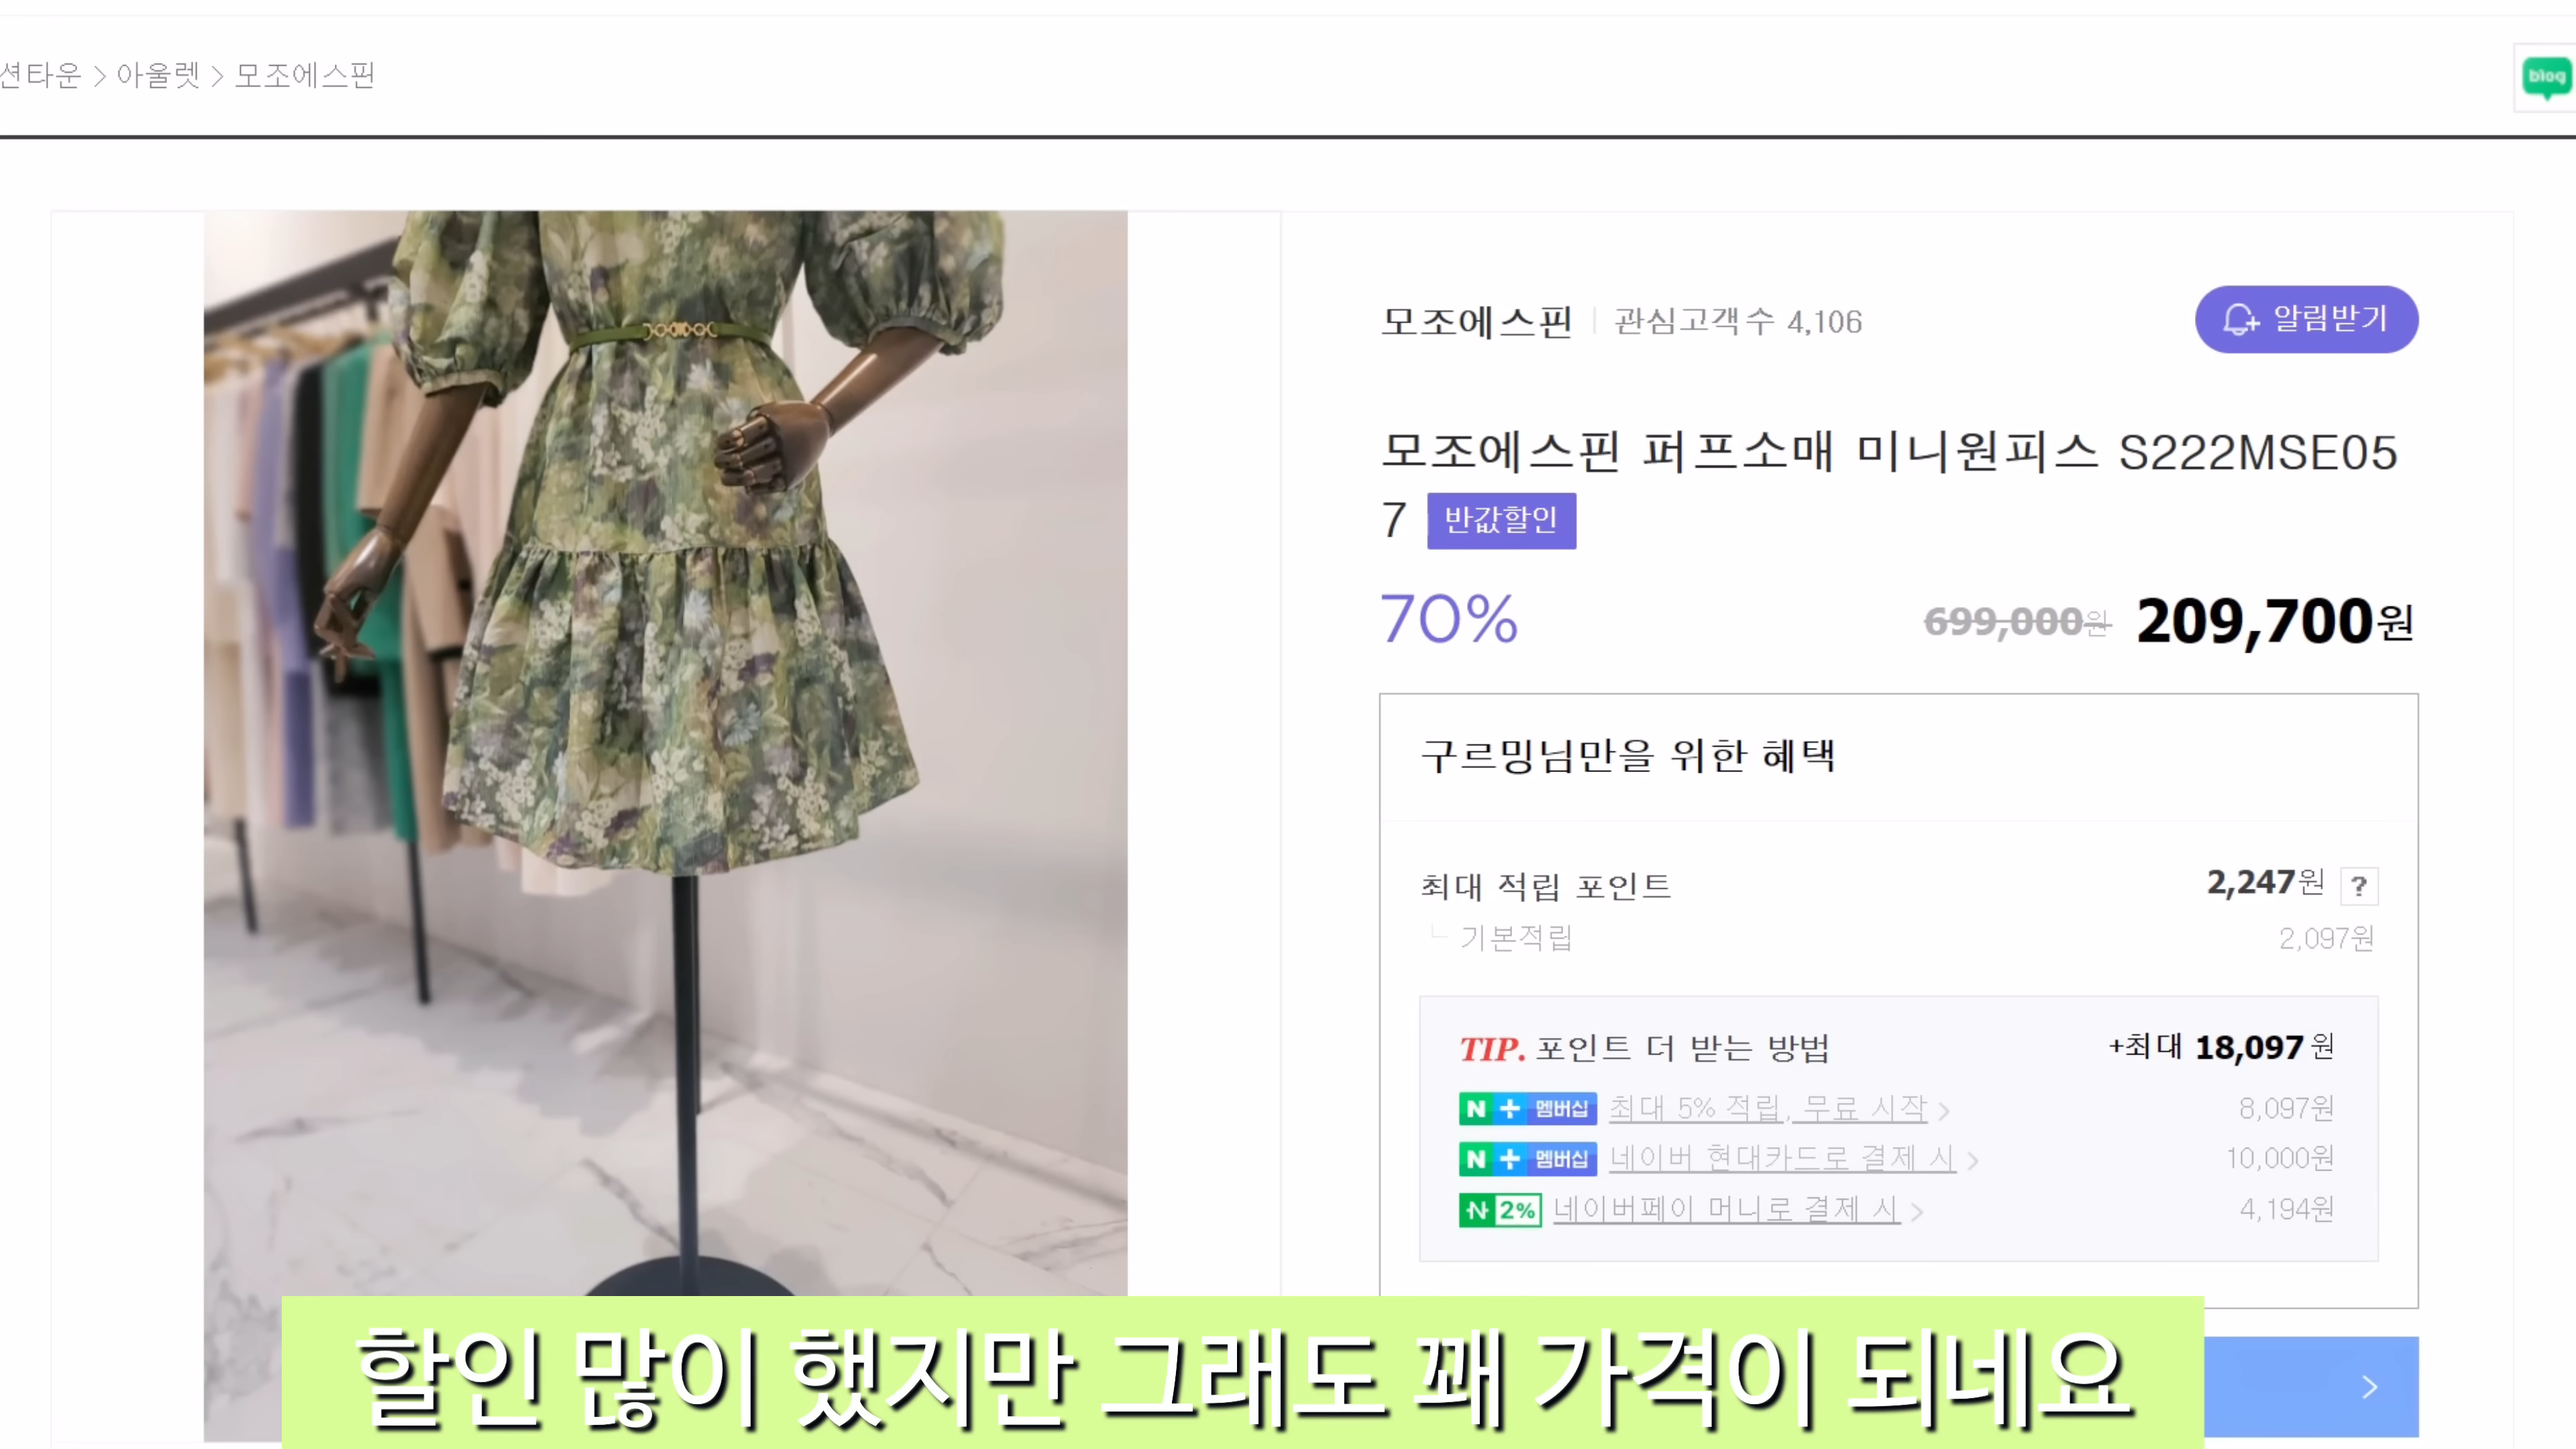 션타운 > 아울렛 > 모조에스핀
blog
모조에스핀 | 관심고객수 4,106
알림받기
모조에스핀 퍼프소매 미니원피스 S222MSE05
7 반값할인
70% 699,000원 209,700원
구르밍님만을 위한 혜택
최대 적립 포인트 2,247원 ?
기본적립 2,097원
TIP. 포인트 더 받는 방법 +최대 18,097원
N + 멤버십 최대 5% 적립, 무료 시작 > 8,097원
N + 멤버십 네이버 현대카드로 결제 시 > 10,000원
N 2% 네이버페이 머니로 결제 시 > 4,194원
할인 많이 했지만 그래도 꽤 가격이 되네요